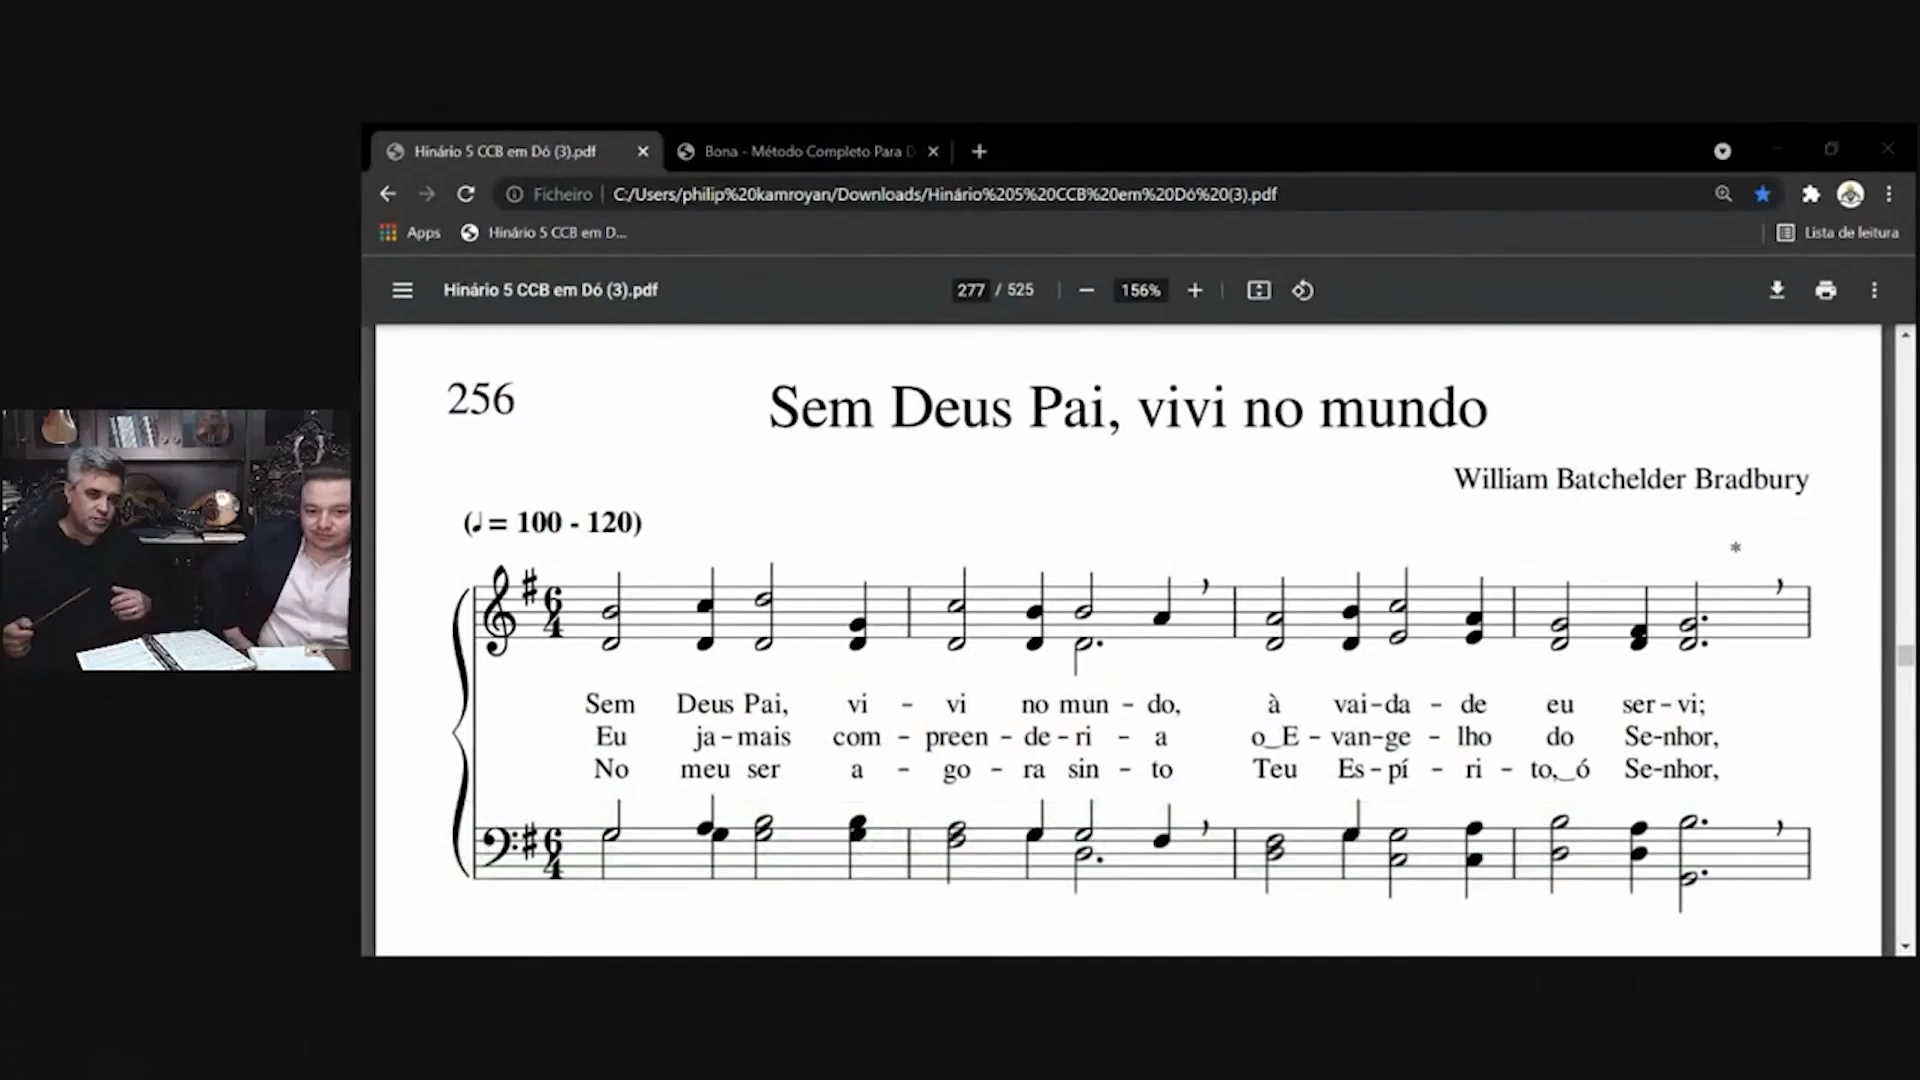 Hinário 5 CCB em Dó (3).pdf
Bona - Método Completo Para D
Ficheiro C:/Users/philip%20kamroyan/Downloads/Hinário%205%20CCB%20em%20Dó%20(3).pdf
Apps Hinário 5 CCB em D... Lista de leitura
Hinário 5 CCB em Dó (3).pdf 277 / 525 156%
256 Sem Deus Pai, vivi no mundo
William Batchelder Bradbury
(♩= 100 - 120)
*
6 4
Sem Deus Pai, vi - vi no mun - do, à vai-da - de eu ser-vi;
Eu ja-mais com - preen - de-ri - a o‿E - van-ge - lho do Se-nhor,
No meu ser a - go - ra sin - to Teu Es-pí - ri - to,‿ó Se-nhor,
6 4